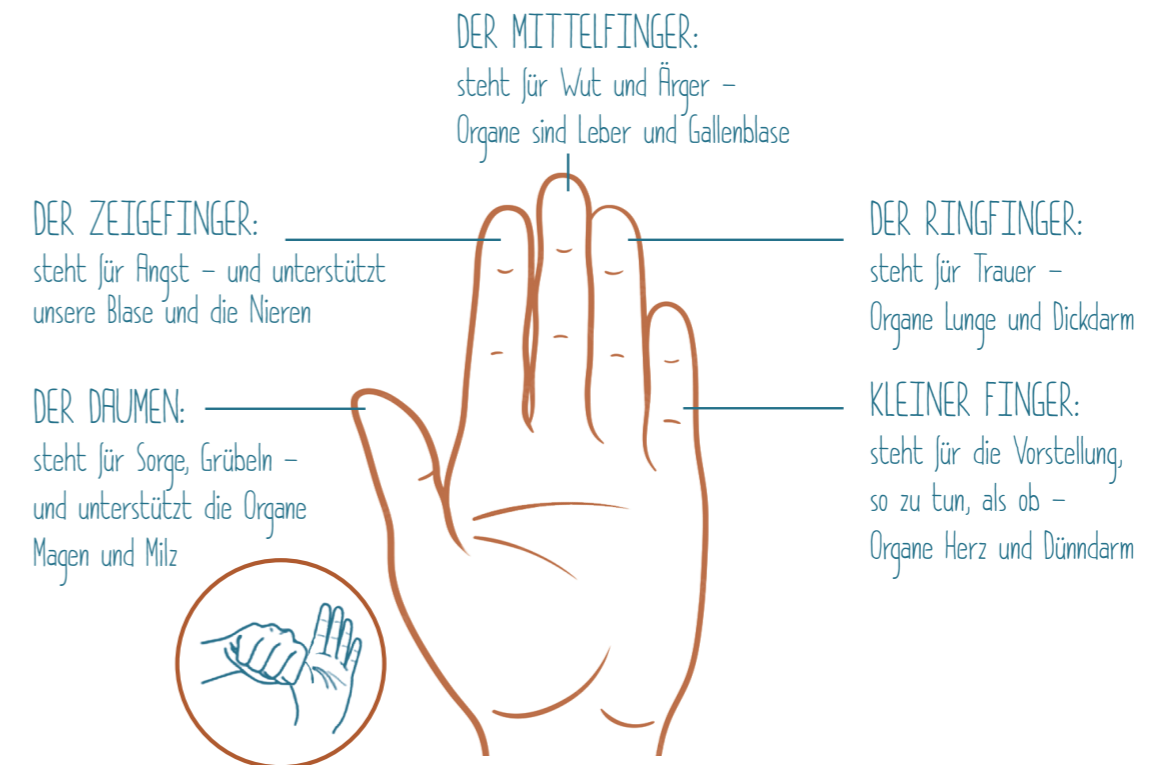 DER MITTELFINGER:
steht für Wut und Ärger –
Organe sind Leber und Gallenblase
DER ZEIGEFINGER:
steht für Angst – und unterstützt
unsere Blase und die Nieren
DER RINGFINGER:
steht für Trauer –
Organe Lunge und Dickdarm
DER DAUMEN:
steht für Sorge, Grübeln –
und unterstützt die Organe
Magen und Milz
KLEINER FINGER:
steht für die Vorstellung,
so zu tun, als ob –
Organe Herz und Dünndarm